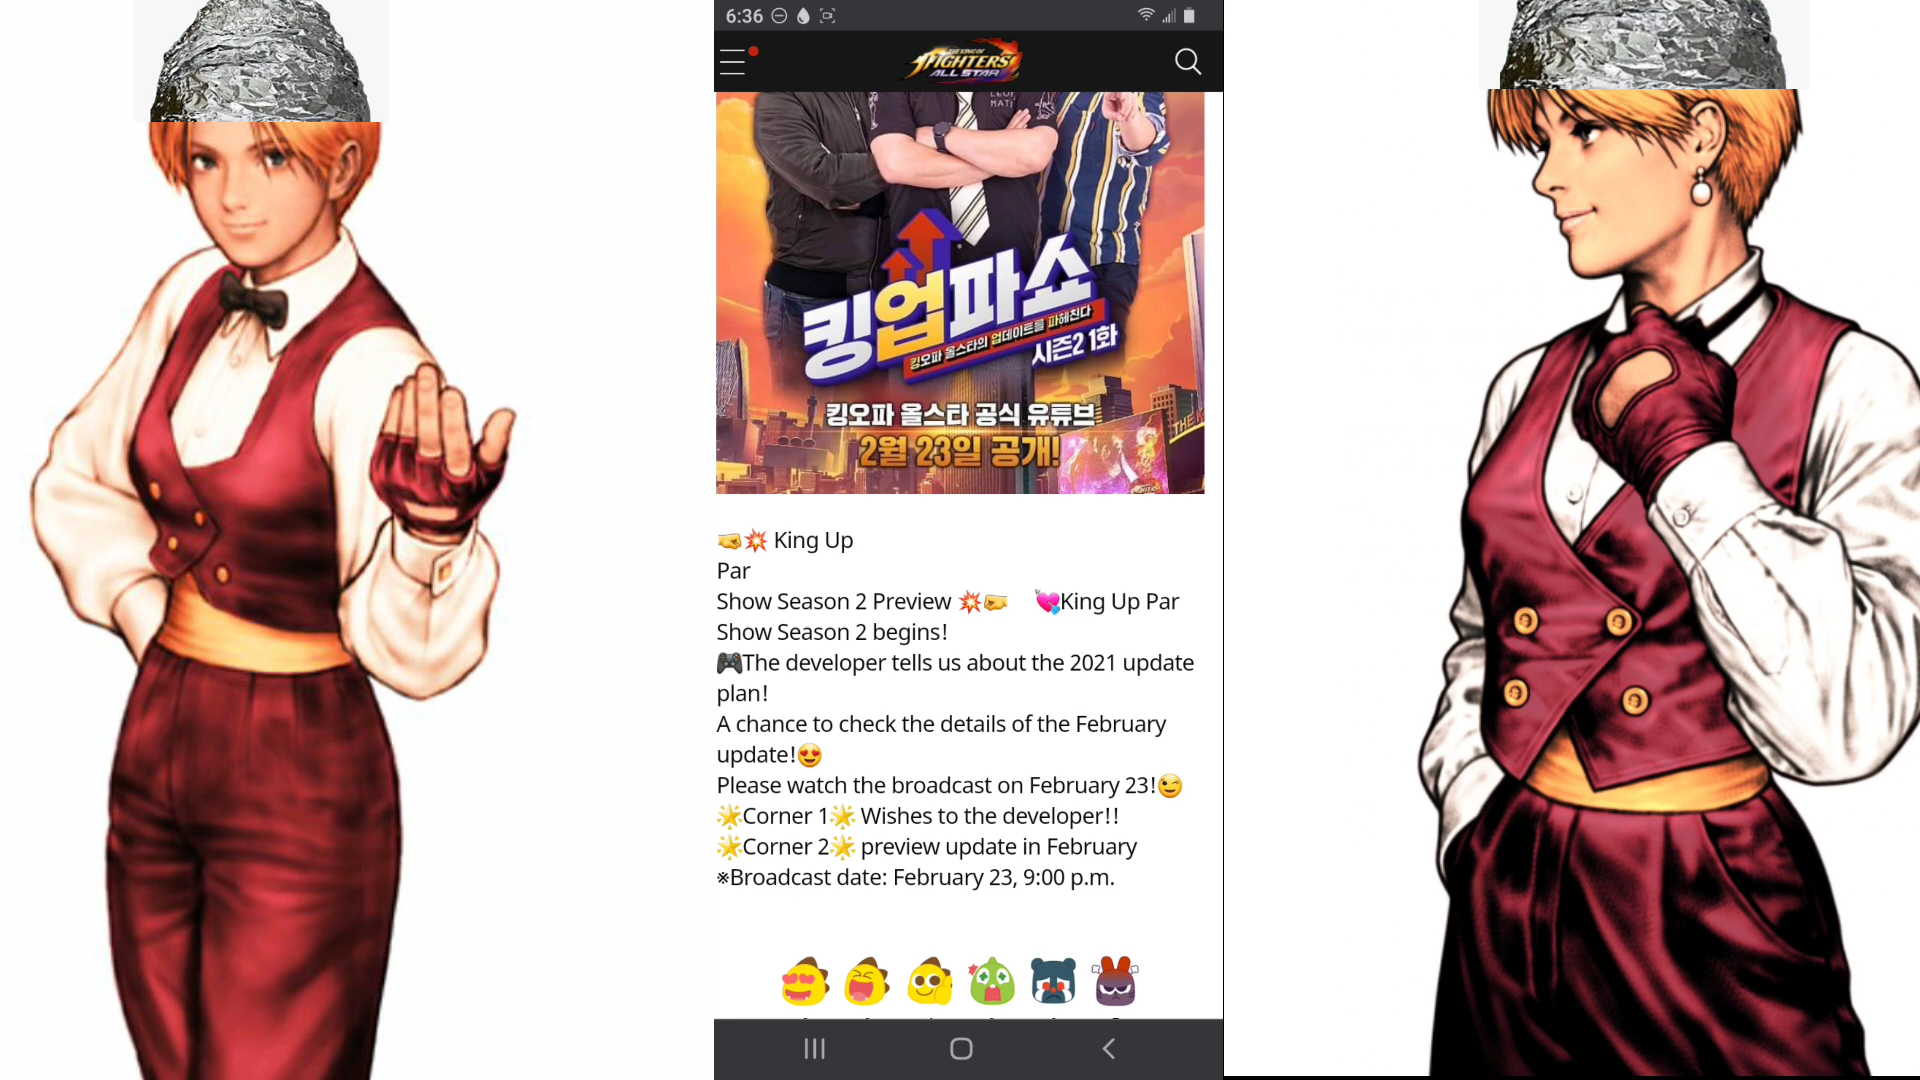 6:36
THE KING OF
FIGHTERS
ALL STAR
킹업파쇼
킹오파 올스타의 업데이트를 파헤친다
시즌2 1화
킹오파 올스타 공식 유튜브
2월 23일 공개!
THE K
🤜💥 King Up
Par
Show Season 2 Preview 💥🤛 💘King Up Par
Show Season 2 begins!
🎮The developer tells us about the 2021 update
plan!
A chance to check the details of the February
update!😍
Please watch the broadcast on February 23!😉
🌟Corner 1🌟 Wishes to the developer!!
🌟Corner 2🌟 preview update in February
※Broadcast date: February 23, 9:00 p.m.